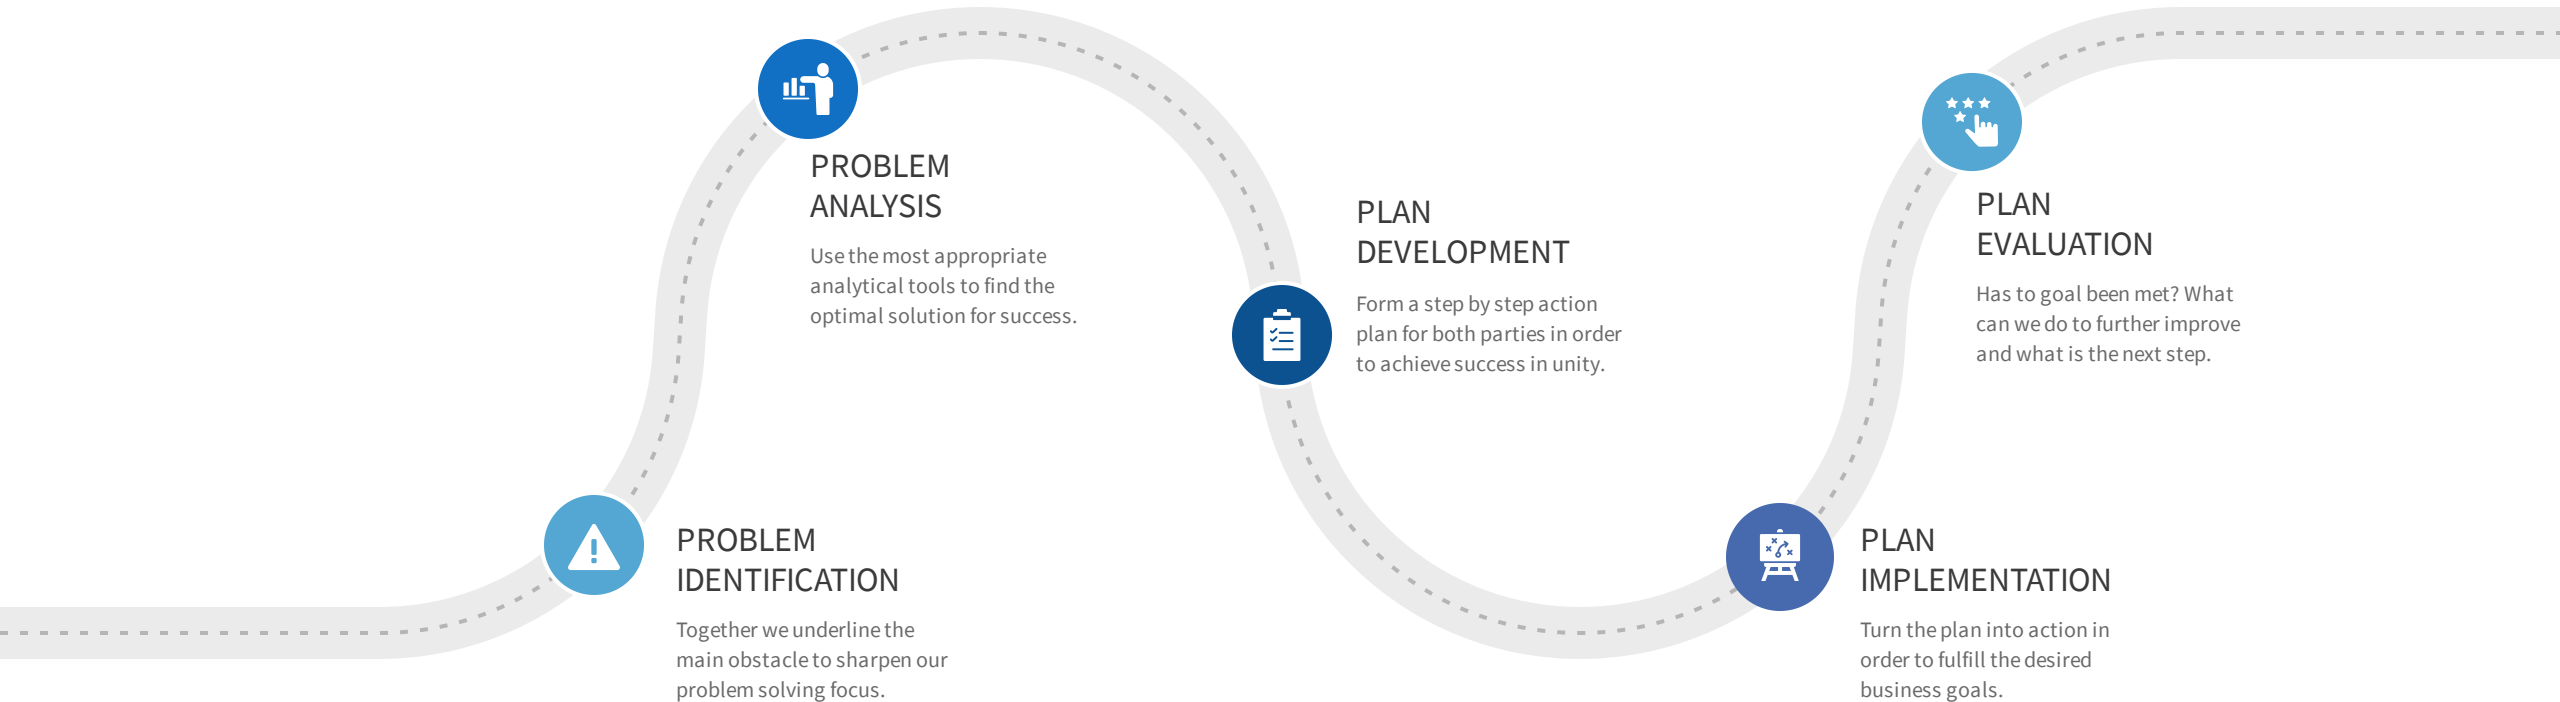 PROBLEM
IDENTIFICATION
Together we underline the
main obstacle to sharpen our
problem solving focus.
PROBLEM
ANALYSIS
Use the most appropriate
analytical tools to find the
optimal solution for success.
PLAN
DEVELOPMENT
Form a step by step action
plan for both parties in order
to achieve success in unity.
PLAN
IMPLEMENTATION
Turn the plan into action in
order to fulfill the desired
business goals.
PLAN
EVALUATION
Has to goal been met? What
can we do to further improve
and what is the next step.